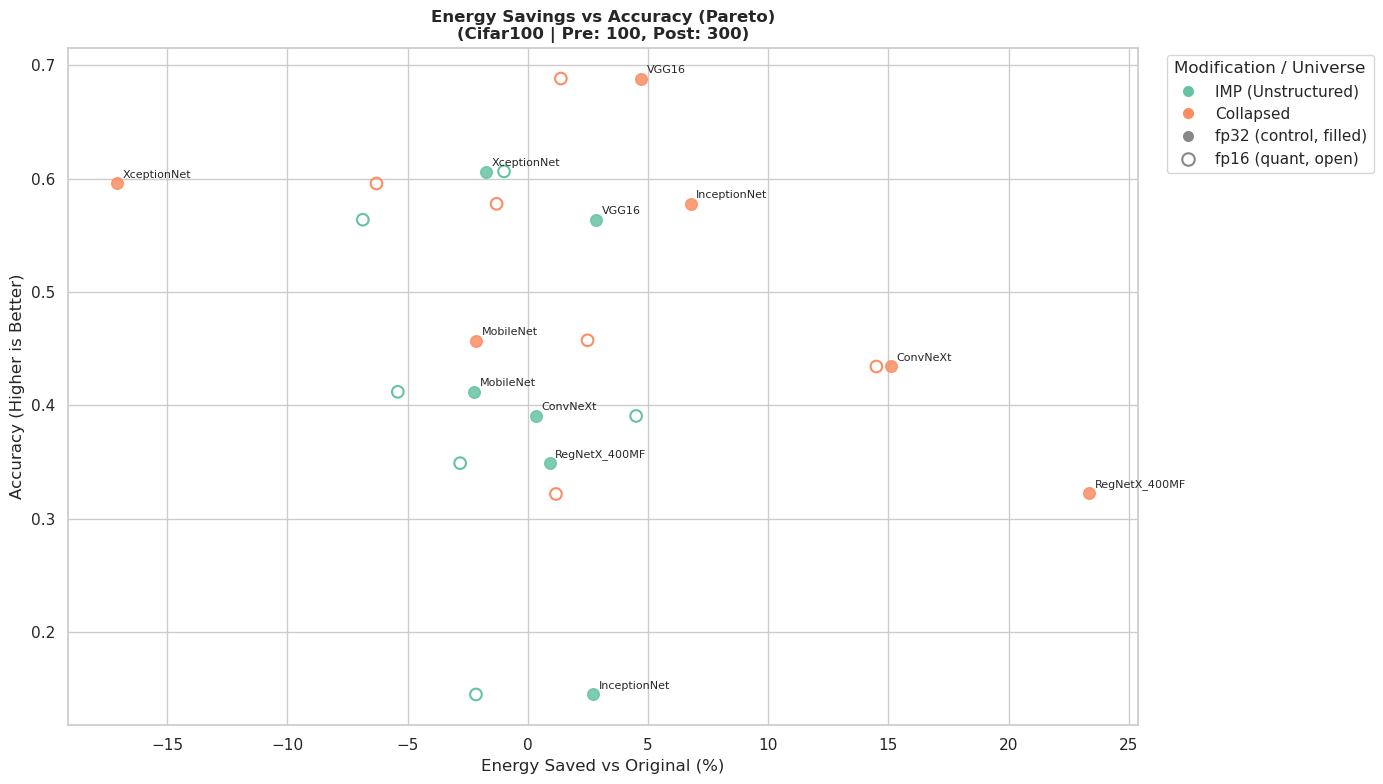 Energy Savings vs Accuracy (Pareto)
(Cifar100 | Pre: 100, Post: 300)
Modification / Universe
IMP (Unstructured)
Collapsed
fp32 (control, filled)
fp16 (quant, open)
Accuracy (Higher is Better)
0.7
0.6
0.5
0.4
0.3
0.2
VGG16
XceptionNet
XceptionNet
InceptionNet
VGG16
MobileNet
ConvNeXt
MobileNet
ConvNeXt
RegNetX_400MF
RegNetX_400MF
InceptionNet
−15
−10
−5
0
5
10
15
20
25
Energy Saved vs Original (%)